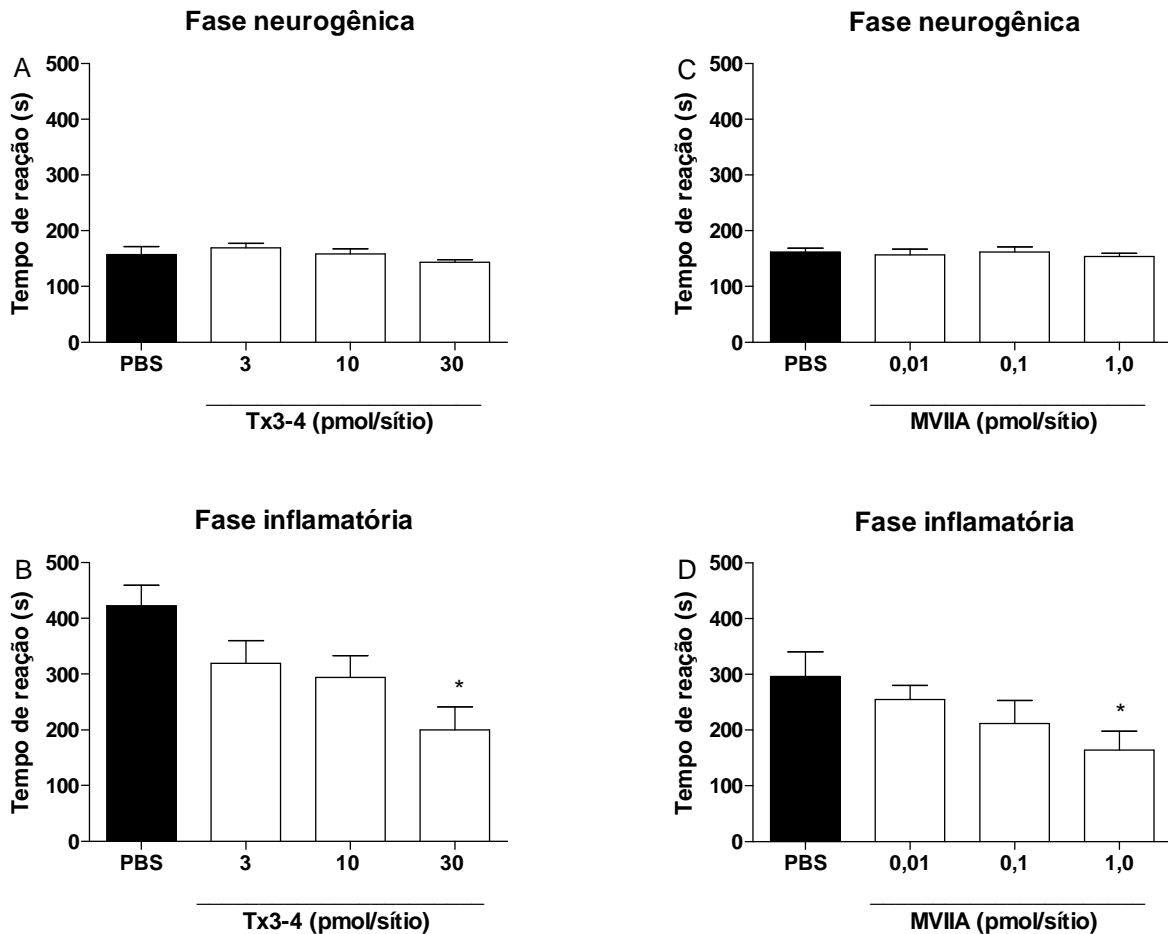 Fase neurogênica
A
Tempo de reação (s)
500
400
300
200
100
0
PBS 3 10 30
Tx3-4 (pmol/sítio)
Fase neurogênica
C
Tempo de reação (s)
500
400
300
200
100
0
PBS 0,01 0,1 1,0
MVIIA (pmol/sítio)
Fase inflamatória
B
Tempo de reação (s)
500
400
300
200
100
0
*
PBS 3 10 30
Tx3-4 (pmol/sítio)
Fase inflamatória
D
Tempo de reação (s)
500
400
300
200
100
0
*
PBS 0,01 0,1 1,0
MVIIA (pmol/sítio)